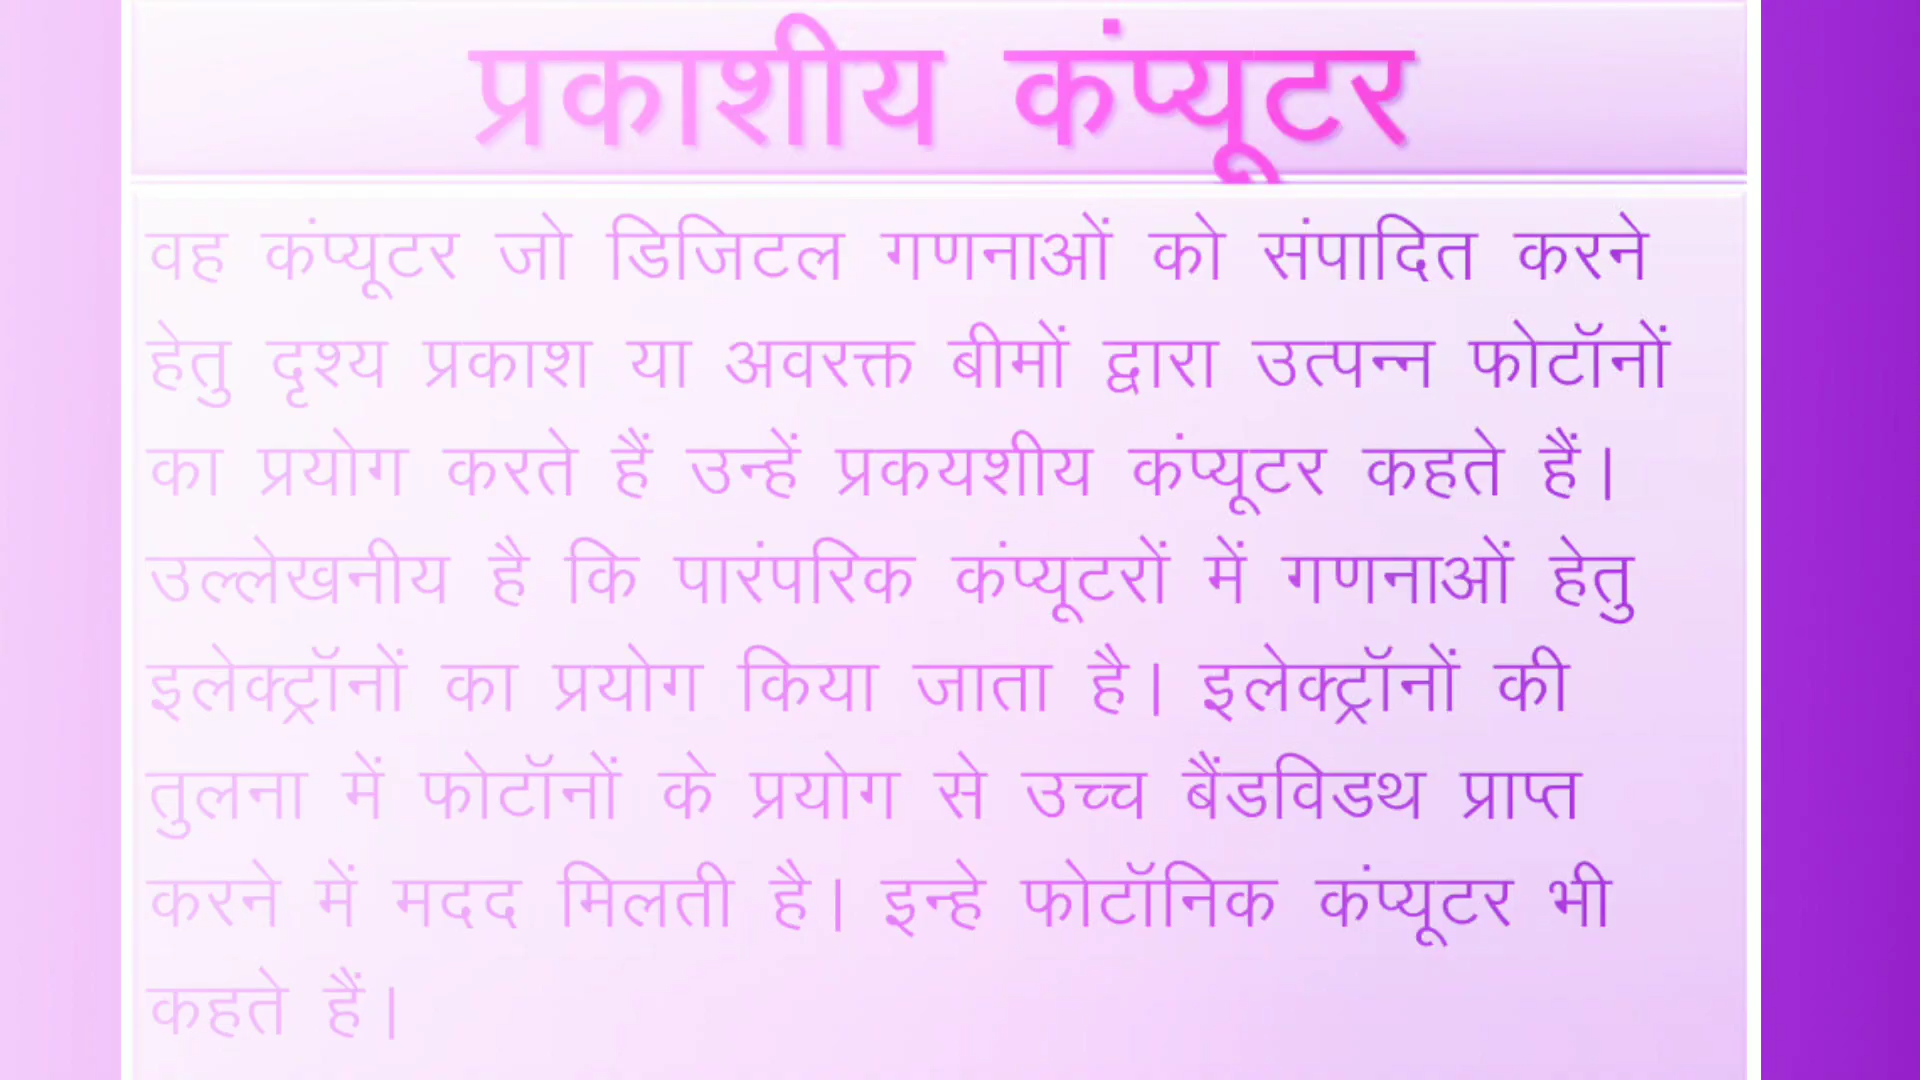 प्रकाशीय कंप्यूटर
वह कंप्यूटर जो डिजिटल गणनाओं को संपादित करने
हेतु दृश्य प्रकाश या अवरक्त बीमों द्वारा उत्पन्न फोटॉनों
का प्रयोग करते हैं उन्हें प्रकयशीय कंप्यूटर कहते हैं।
उल्लेखनीय है कि पारंपरिक कंप्यूटरों में गणनाओं हेतु
इलेक्ट्रॉनों का प्रयोग किया जाता है। इलेक्ट्रॉनों की
तुलना में फोटॉनों के प्रयोग से उच्च बैंडविडथ प्राप्त
करने में मदद मिलती है। इन्हे फोटॉनिक कंप्यूटर भी
कहते हैं।